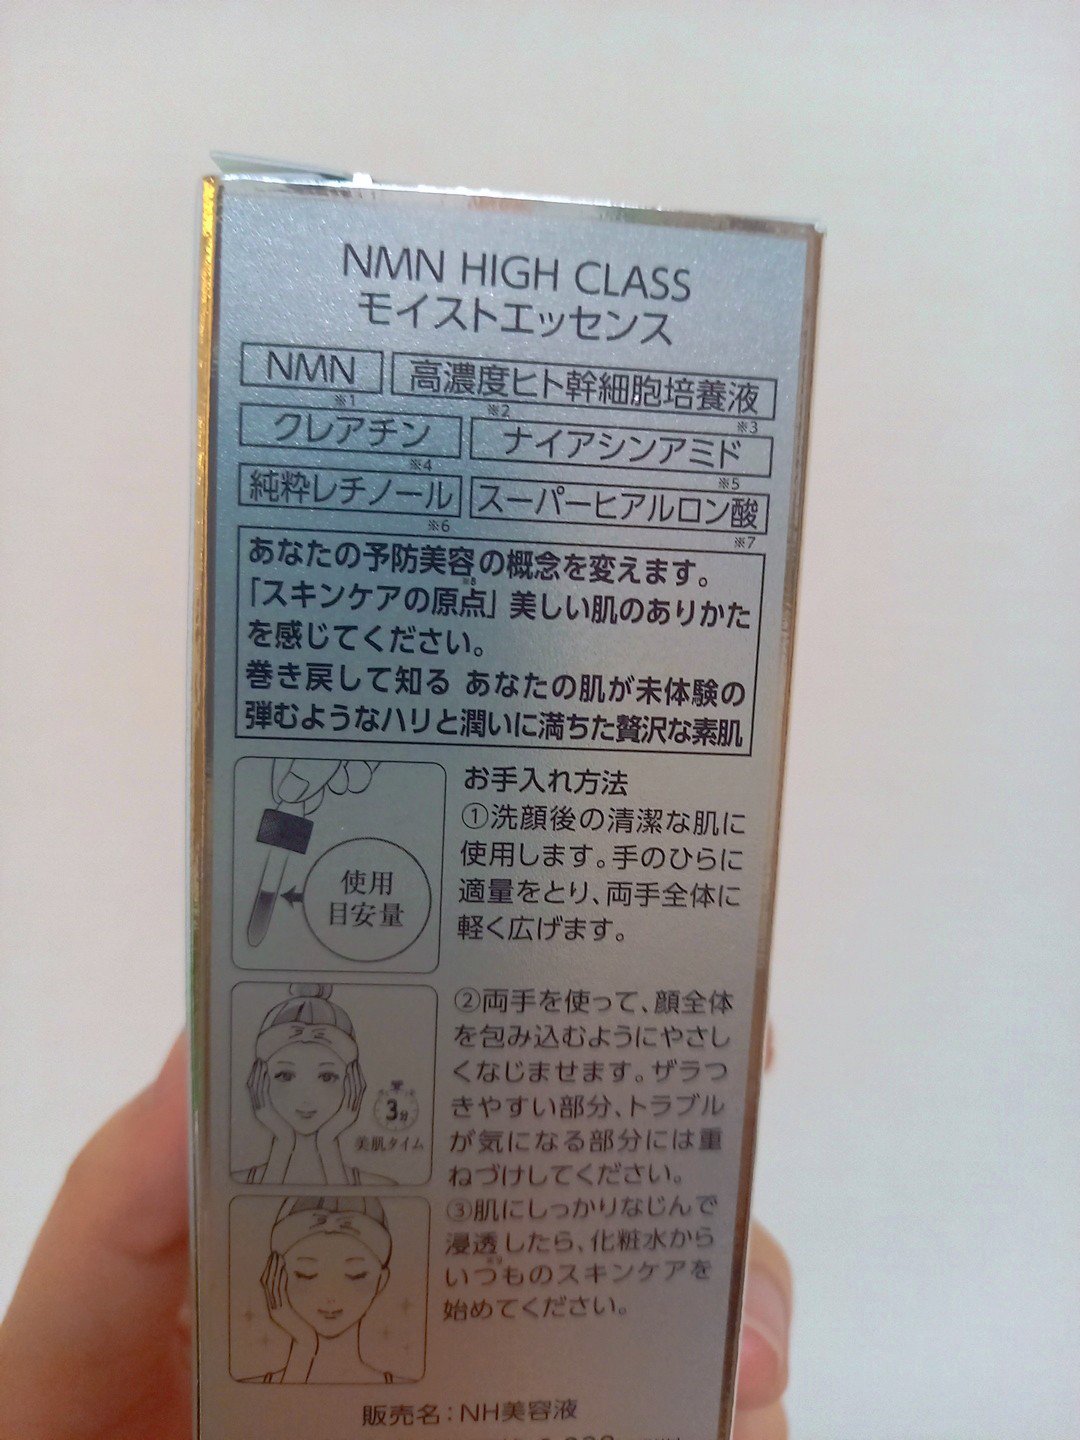 NMN HIGH CLASS
モイストエッセンス
NMN 高濃度ヒト幹細胞培養液
※1 ※2 ※3
クレアチン ナイアシンアミド
※4 ※5
純粋レチノール スーパーヒアルロン酸
※6 ※7
あなたの予防美容の概念を変えます。
※8
「スキンケアの原点」美しい肌のありかた
を感じてください。
巻き戻して知る あなたの肌が未体験の
弾むようなハリと潤いに満ちた贅沢な素肌
使用
目安量
お手入れ方法
①洗顔後の清潔な肌に
使用します。手のひらに
適量をとり、両手全体に
軽く広げます。
3分
美肌タイム
②両手を使って、顔全体
を包み込むようにやさし
くなじませます。ザラつ
きやすい部分、トラブル
が気になる部分には重
ねづけしてください。
③肌にしっかりなじんで
浸透したら、化粧水から
※9
いつものスキンケアを
始めてください。
販売名：NH美容液